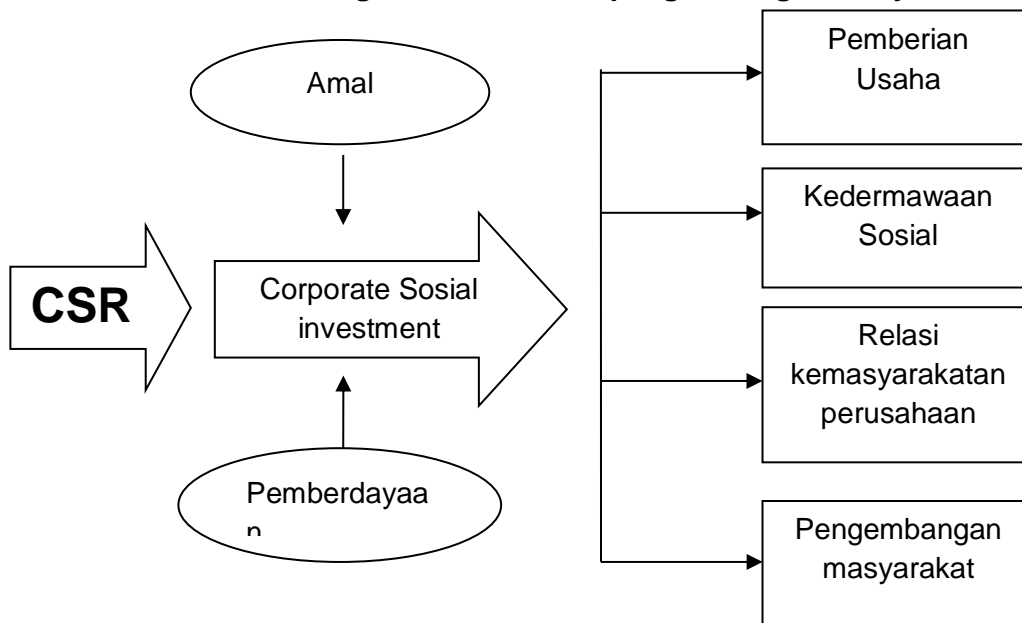 Amal
CSR
Corporate Sosial
investment
Pemberdayaa
n
Pemberian
Usaha
Kedermawaan
Sosial
Relasi
kemasyarakatan
perusahaan
Pengembangan
masyarakat